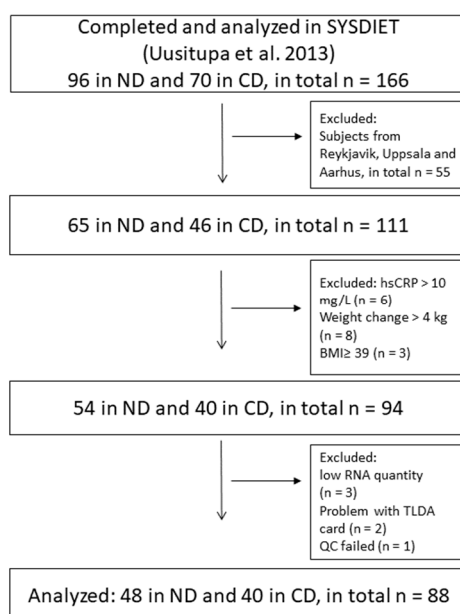 Completed and analyzed in SYSDIET
(Uusitupa et al. 2013)
96 in ND and 70 in CD, in total n = 166
Excluded:
Subjects from
Reykjavik, Uppsala and
Aarhus, in total n = 55
65 in ND and 46 in CD, in total n = 111
Excluded: hsCRP > 10
mg/L (n = 6)
Weight change > 4 kg
(n = 8)
BMI≥ 39 (n = 3)
54 in ND and 40 in CD, in total n = 94
Excluded:
low RNA quantity
(n = 3)
Problem with TLDA
card (n = 2)
QC failed (n = 1)
Analyzed: 48 in ND and 40 in CD, in total n = 88